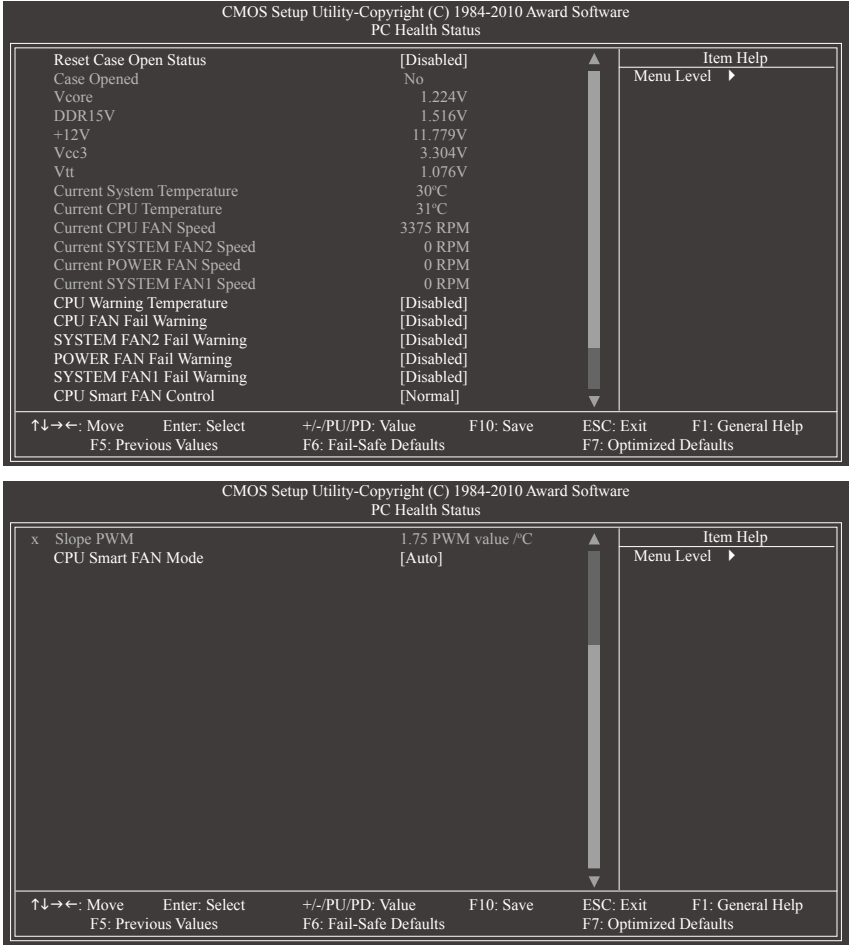 CMOS Setup Utility-Copyright (C) 1984-2010 Award Software
PC Health Status
Reset Case Open Status [Disabled]
Case Opened No
Vcore 1.224V
DDR15V 1.516V
+12V 11.779V
Vcc3 3.304V
Vtt 1.076V
Current System Temperature 30ºC
Current CPU Temperature 31ºC
Current CPU FAN Speed 3375 RPM
Current SYSTEM FAN2 Speed 0 RPM
Current POWER FAN Speed 0 RPM
Current SYSTEM FAN1 Speed 0 RPM
CPU Warning Temperature [Disabled]
CPU FAN Fail Warning [Disabled]
SYSTEM FAN2 Fail Warning [Disabled]
POWER FAN Fail Warning [Disabled]
SYSTEM FAN1 Fail Warning [Disabled]
CPU Smart FAN Control [Normal]
Item Help
Menu Level
↑↓→←: Move Enter: Select +/-/PU/PD: Value F10: Save ESC: Exit F1: General Help
F5: Previous Values F6: Fail-Safe Defaults F7: Optimized Defaults
CMOS Setup Utility-Copyright (C) 1984-2010 Award Software
PC Health Status
x Slope PWM 1.75 PWM value /ºC
CPU Smart FAN Mode [Auto]
Item Help
Menu Level
↑↓→←: Move Enter: Select +/-/PU/PD: Value F10: Save ESC: Exit F1: General Help
F5: Previous Values F6: Fail-Safe Defaults F7: Optimized Defaults